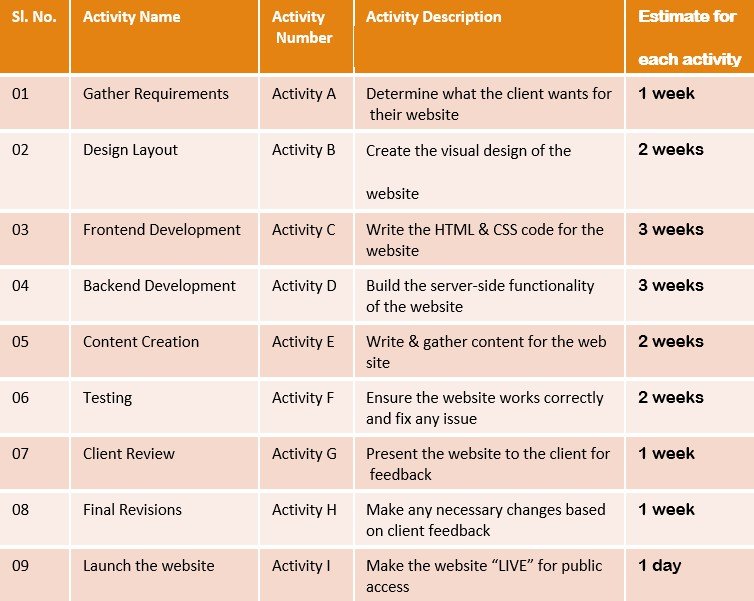 Sl. No. Activity Name Activity Number Activity Description Estimate for each activity
01 Gather Requirements Activity A Determine what the client wants for their website 1 week
02 Design Layout Activity B Create the visual design of the website 2 weeks
03 Frontend Development Activity C Write the HTML & CSS code for the website 3 weeks
04 Backend Development Activity D Build the server-side functionality of the website 3 weeks
05 Content Creation Activity E Write & gather content for the web site 2 weeks
06 Testing Activity F Ensure the website works correctly and fix any issue 2 weeks
07 Client Review Activity G Present the website to the client for feedback 1 week
08 Final Revisions Activity H Make any necessary changes based on client feedback 1 week
09 Launch the website Activity I Make the website “LIVE” for public access 1 day